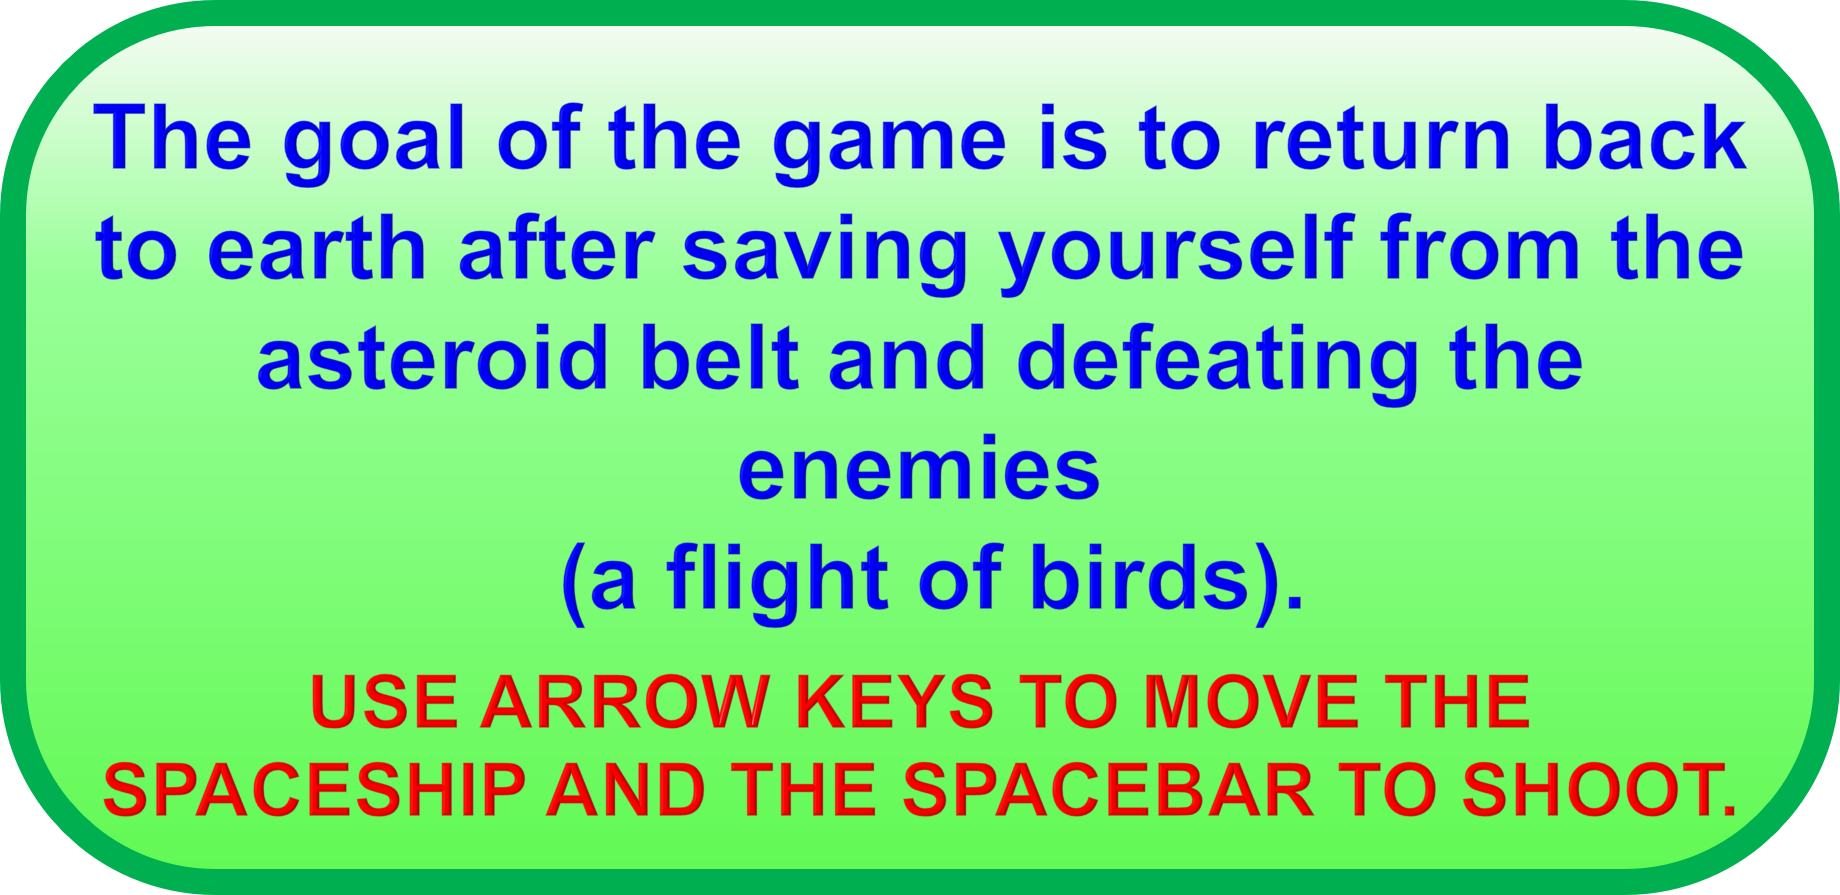 The goal of the game is to return back
to earth after saving yourself from the
asteroid belt and defeating the
enemies
(a flight of birds).
USE ARROW KEYS TO MOVE THE
SPACESHIP AND THE SPACEBAR TO SHOOT.